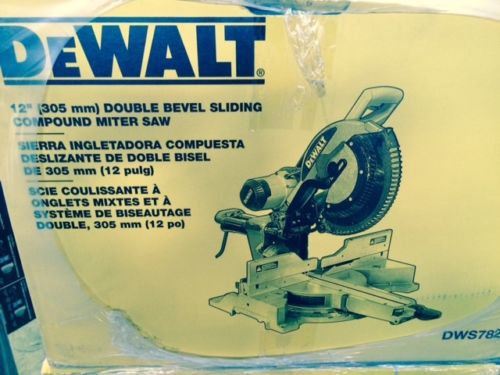 DEWALT®
12" (305 mm) DOUBLE BEVEL SLIDING
COMPOUND MITER SAW
SIERRA INGLETADORA COMPUESTA
DESLIZANTE DE DOBLE BISEL
DE 305 mm (12 pulg)
SCIE COULISSANTE À
ONGLETS MIXTES ET À
SYSTÈME DE BISEAUTAGE
DOUBLE, 305 mm (12 po)
DEWALT
DWS782